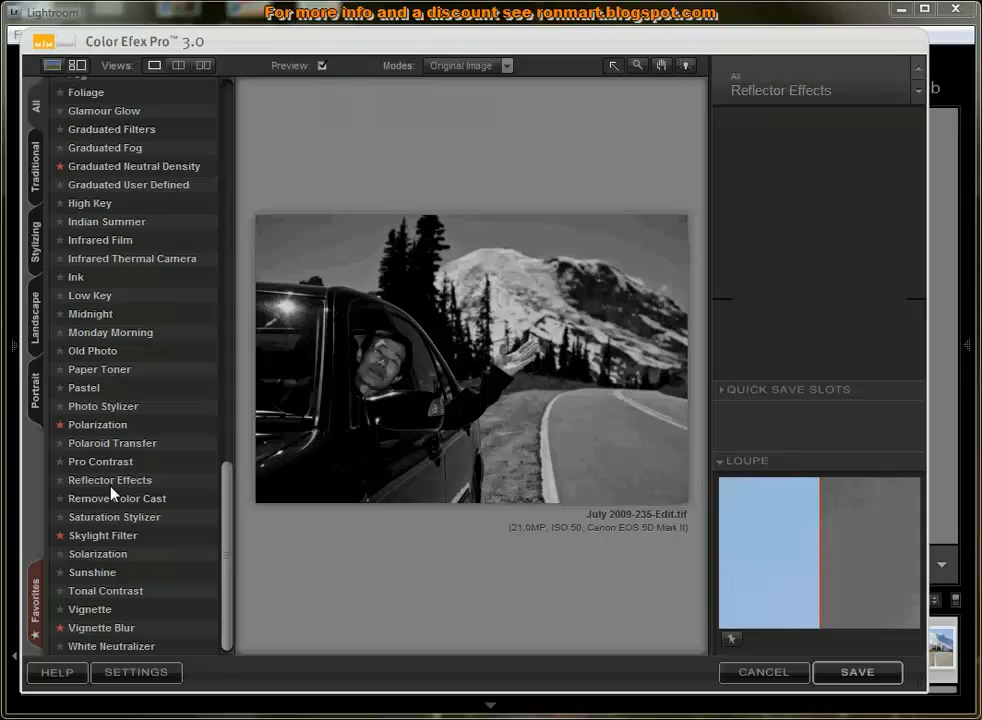 Lightroom
For more info and a discount see ronmart.blogspot.com
Color Efex Pro™ 3.0
Views:
Preview:
Modes:
Original Image
All
Reflector Effects
All
Traditional
Stylizing
Landscape
Portrait
Favorites
Foliage
Glamour Glow
Graduated Filters
Graduated Fog
Graduated Neutral Density
Graduated User Defined
High Key
Indian Summer
Infrared Film
Infrared Thermal Camera
Ink
Low Key
Midnight
Monday Morning
Old Photo
Paper Toner
Pastel
Photo Stylizer
Polarization
Polaroid Transfer
Pro Contrast
Reflector Effects
Remove Color Cast
Saturation Stylizer
Skylight Filter
Solarization
Sunshine
Tonal Contrast
Vignette
Vignette Blur
White Neutralizer
July 2009-235-Edit.tif
(21.0MP, ISO 50, Canon EOS 5D Mark II)
QUICK SAVE SLOTS
LOUPE
HELP
SETTINGS
CANCEL
SAVE